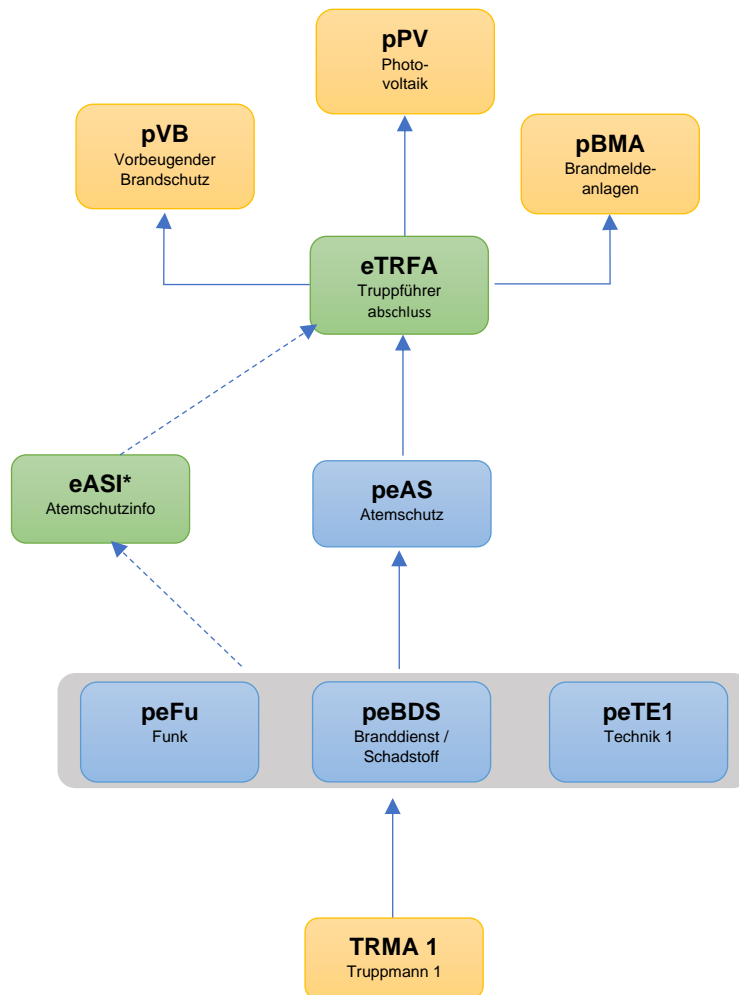 pPV
Photo-
voltaik
pVB
Vorbeugender
Brandschutz
pBMA
Brandmelde-
anlagen
eTRFA
Truppführer
abschluss
eASI*
Atemschutzinfo
peAS
Atemschutz
peFu
Funk
peBDS
Branddienst /
Schadstoff
peTE1
Technik 1
TRMA 1
Truppmann 1